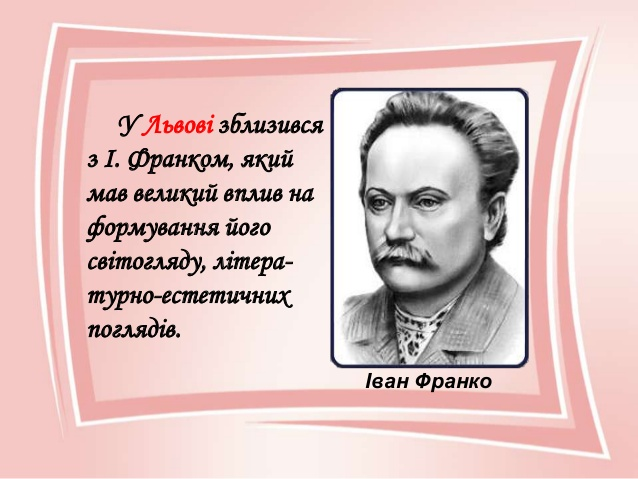 У Львові зблизився
з І. Франком, який
мав великий вплив на
формування його
світогляду, літера-
турно-естетичних
поглядів.
Іван Франко